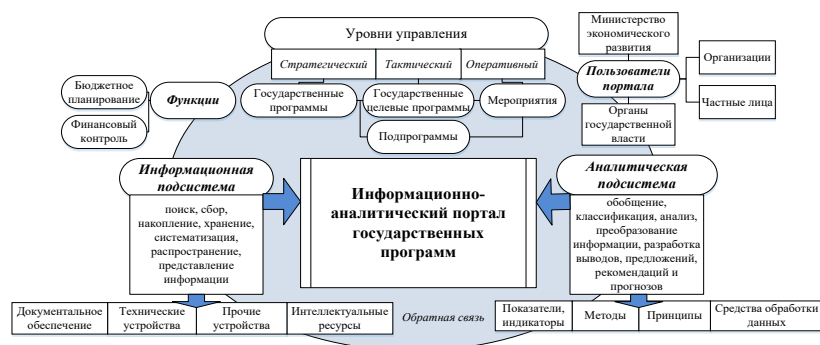 Уровни управления
Стратегический
Тактический
Оперативный
Государственные
программы
Государственные
целевые программы
Мероприятия
Подпрограммы
Бюджетное
планирование
Финансовый
контроль
Функции
Министерство
экономического
развития
Пользователи
портала
Организации
Частные лица
Органы
государственной
власти
Информационная
подсистема
поиск, сбор,
накопление, хранение,
систематизация,
распространение,
представление
информации
Информационно-
аналитический портал
государственных
программ
Аналитическая
подсистема
обобщение,
классификация, анализ,
преобразование
информации, разработка
выводов, предложений,
рекомендаций и
прогнозов
Документальное
обеспечение
Технические
устройства
Прочие
устройства
Интеллектуальные
ресурсы
Обратная связь
Показатели,
индикаторы
Методы
Принципы
Средства обработки
данных